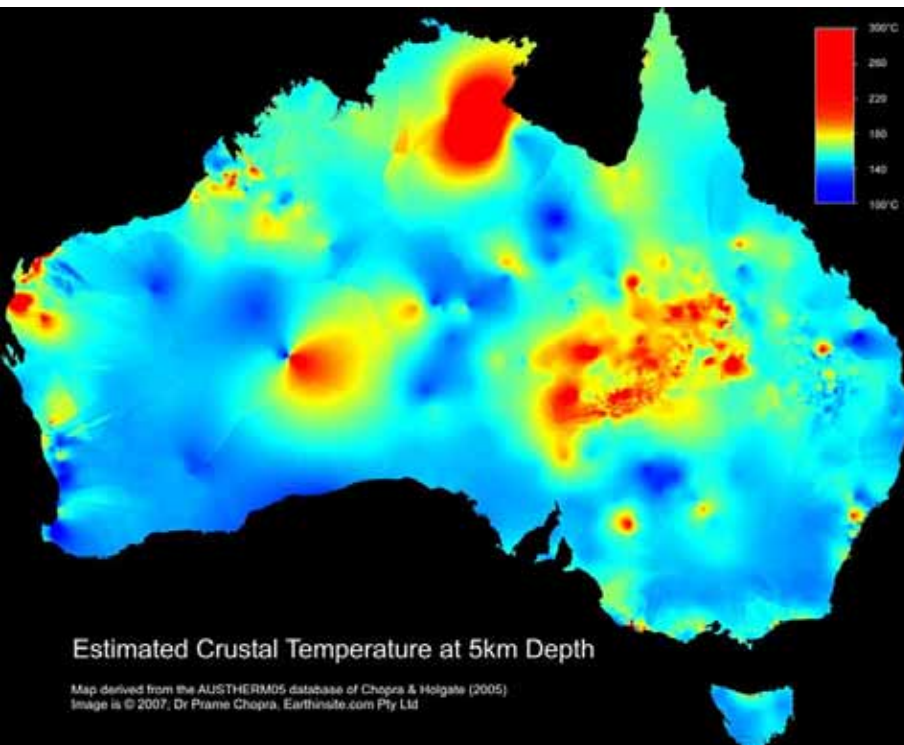 300°C
260
220
180
140
100°C
Estimated Crustal Temperature at 5km Depth
Map derived from the AUSTHERM05 database of Chopra & Holgate (2005)
Image is © 2007, Dr Prame Chopra, Earthinsite.com Pty Ltd